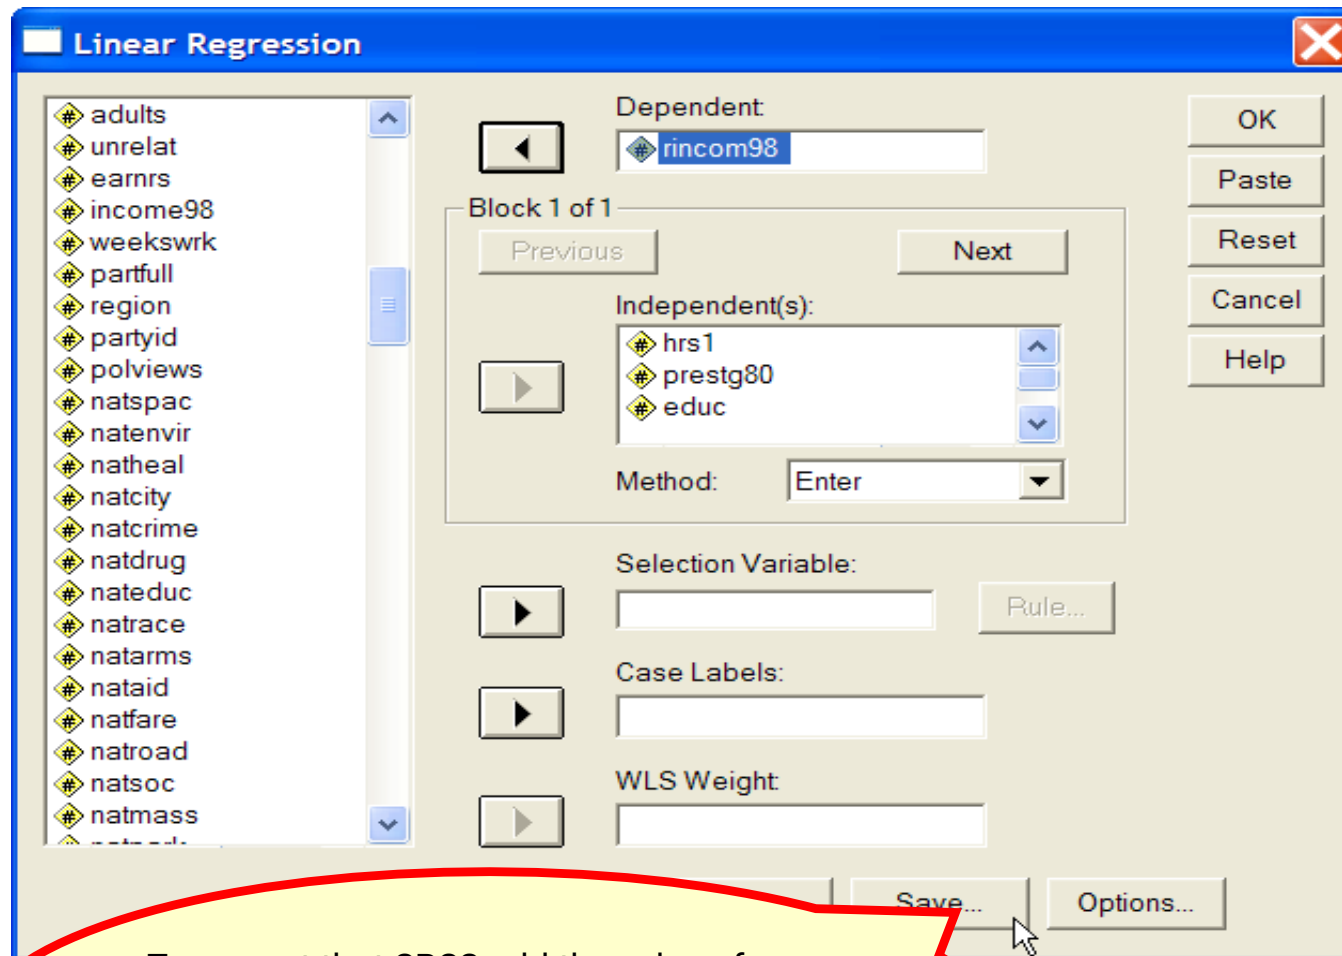 Linear Regression
adults
unrelat
earnrs
income98
weekswrk
partfull
region
partyid
polviews
natspac
natenvir
natheal
natcity
natcrime
natdrug
nateduc
natrace
natarms
nataid
natfare
natroad
natsoc
natmass
Dependent:
rincom98
Block 1 of 1
Previous
Next
Independent(s):
hrs1
prestg80
educ
Method:
Enter
Selection Variable:
Rule...
Case Labels:
WLS Weight:
OK
Paste
Reset
Cancel
Help
Save...
Options...